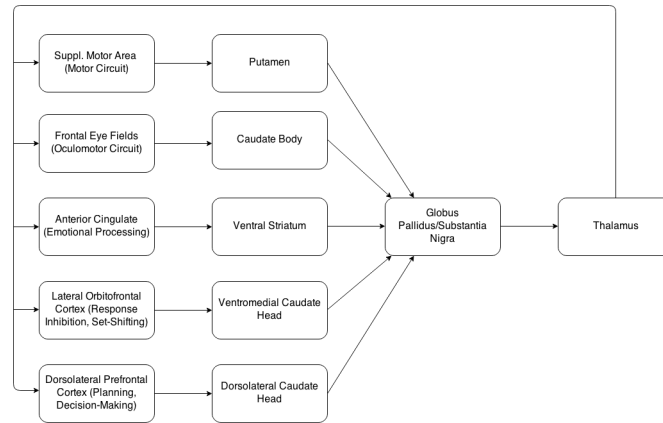 Suppl. Motor Area
(Motor Circuit)
Putamen
Frontal Eye Fields
(Oculomotor Circuit)
Caudate Body
Anterior Cingulate
(Emotional Processing)
Ventral Striatum
Globus
Pallidus/Substantia
Nigra
Thalamus
Lateral Orbitofrontal
Cortex (Response
Inhibition, Set-Shifting)
Ventromedial Caudate
Head
Dorsolateral Prefrontal
Cortex (Planning,
Decision-Making)
Dorsolateral Caudate
Head